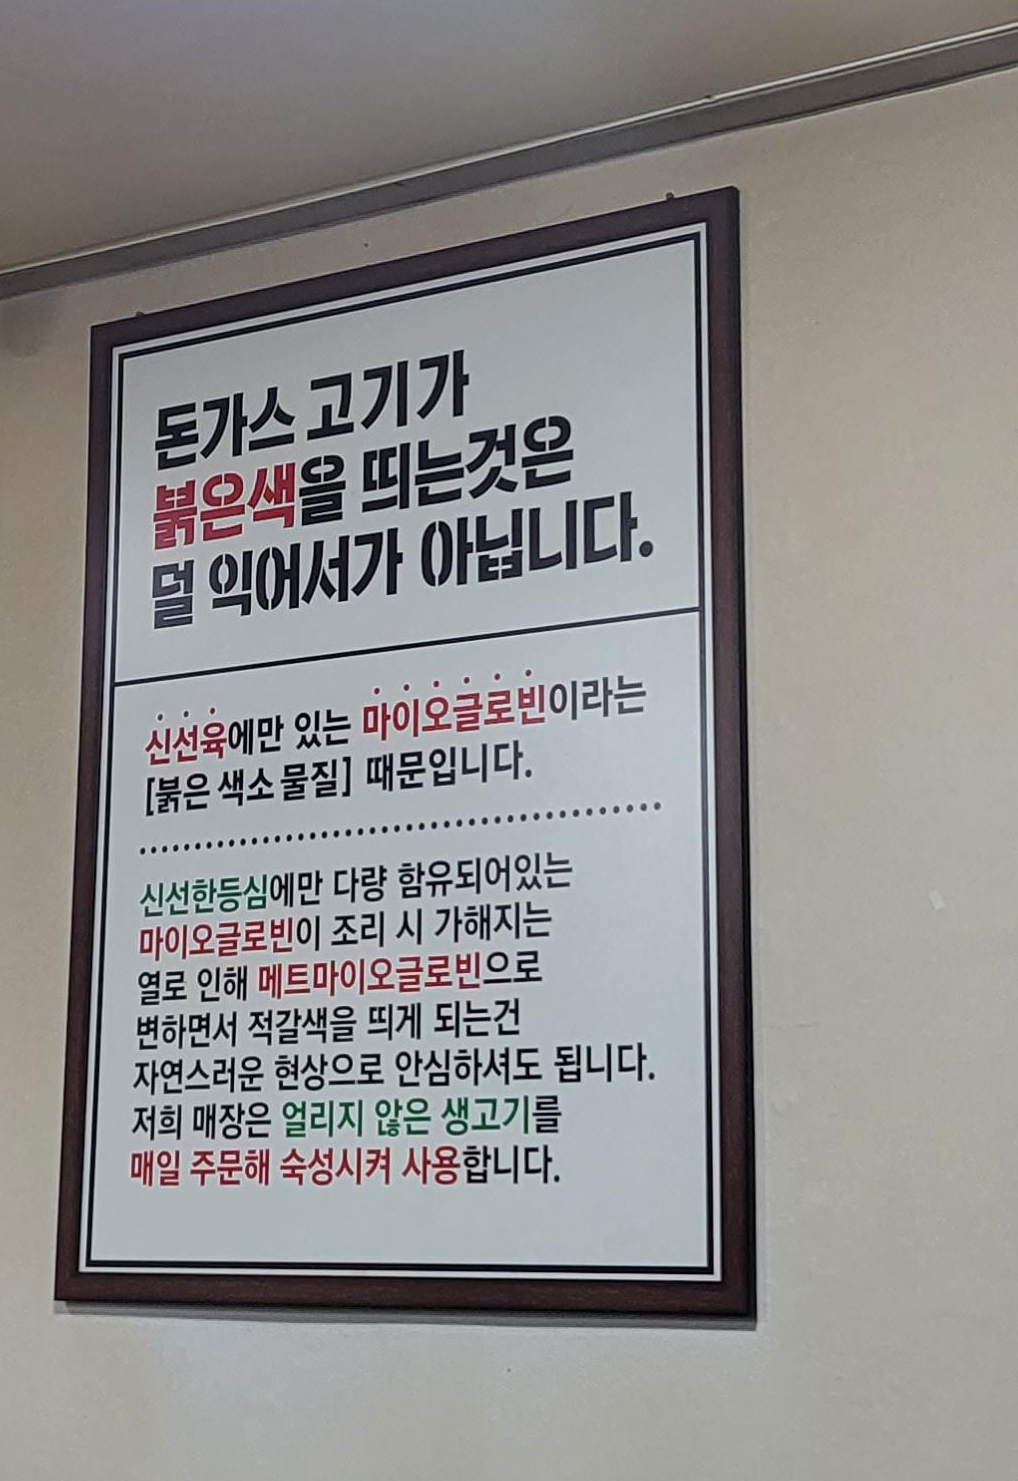 돈가스 고기가
붉은색을 띄는것은
덜 익어서가 아닙니다.
신선육에만 있는 마이오글로빈이라는
[붉은 색소 물질] 때문입니다.
신선한등심에만 다량 함유되어있는
마이오글로빈이 조리 시 가해지는
열로 인해 메트마이오글로빈으로
변하면서 적갈색을 띄게 되는건
자연스러운 현상으로 안심하셔도 됩니다.
저희 매장은 얼리지 않은 생고기를
매일 주문해 숙성시켜 사용합니다.